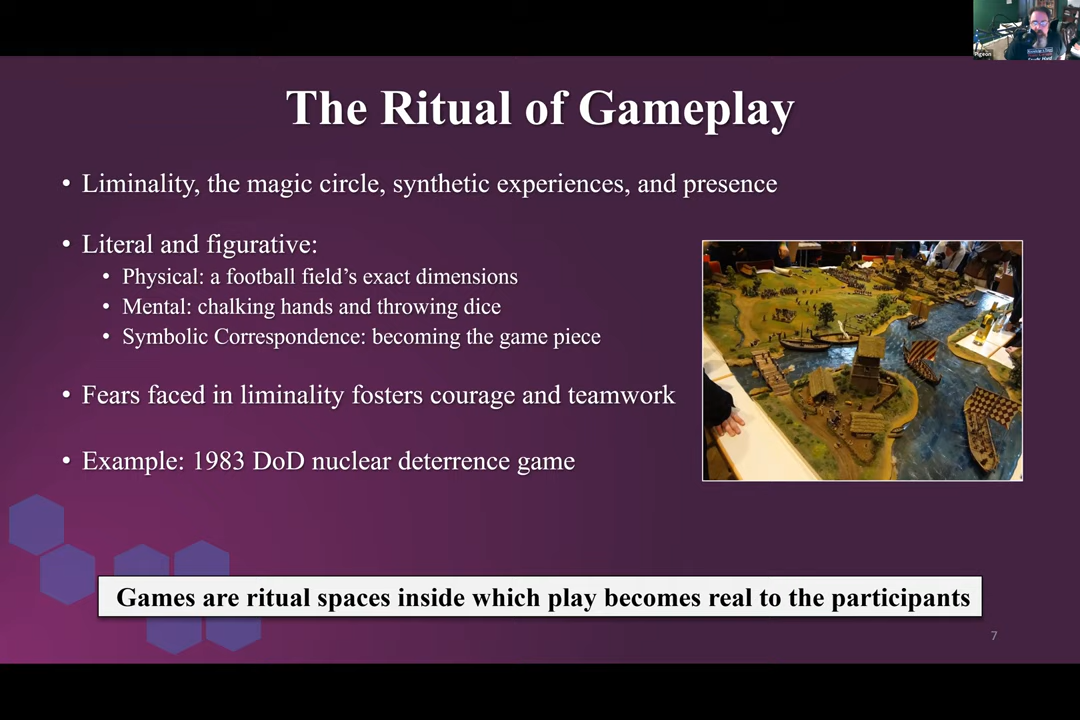 Pigeon
The Ritual of Gameplay
• Liminality, the magic circle, synthetic experiences, and presence
• Literal and figurative:
• Physical: a football field’s exact dimensions
• Mental: chalking hands and throwing dice
• Symbolic Correspondence: becoming the game piece
• Fears faced in liminality fosters courage and teamwork
• Example: 1983 DoD nuclear deterrence game
Games are ritual spaces inside which play becomes real to the participants
7